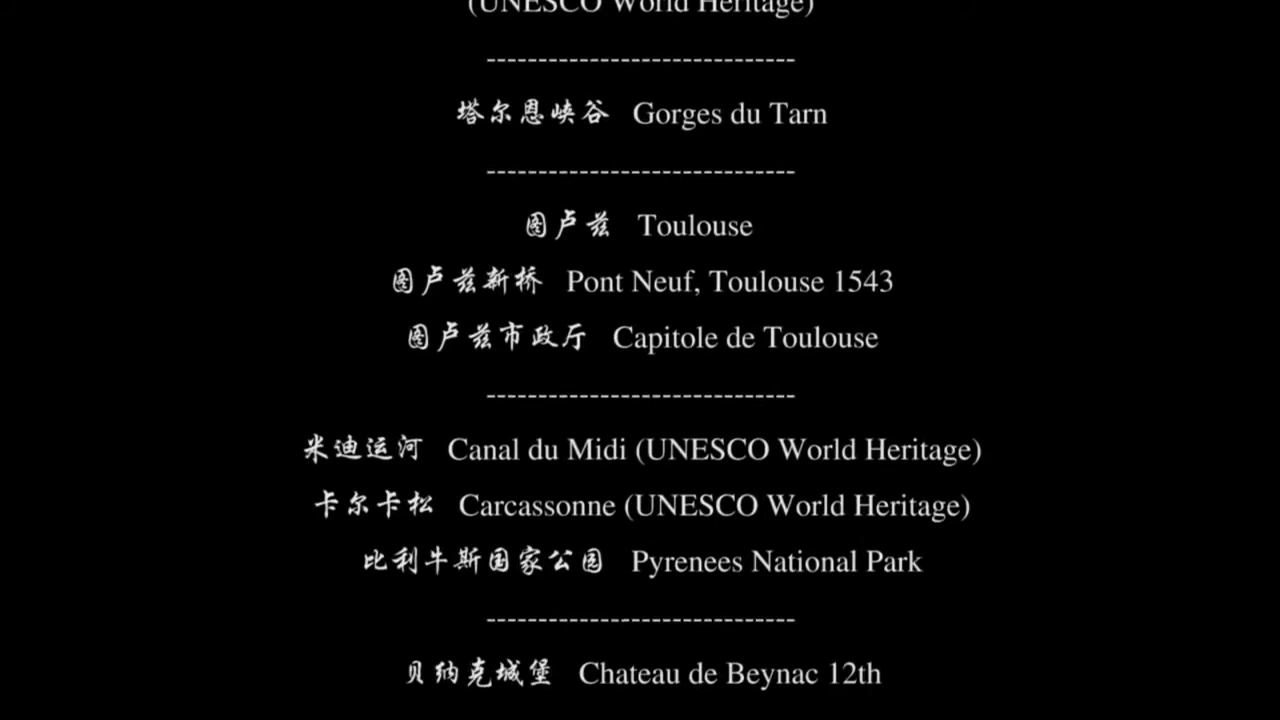 (UNESCO World Heritage)
------------------------------
塔尔恩峡谷 Gorges du Tarn
------------------------------
图卢兹 Toulouse
图卢兹新桥 Pont Neuf, Toulouse 1543
图卢兹市政厅 Capitole de Toulouse
------------------------------
米迪运河 Canal du Midi (UNESCO World Heritage)
卡尔卡松 Carcassonne (UNESCO World Heritage)
比利牛斯国家公园 Pyrenees National Park
------------------------------
贝纳克城堡 Chateau de Beynac 12th